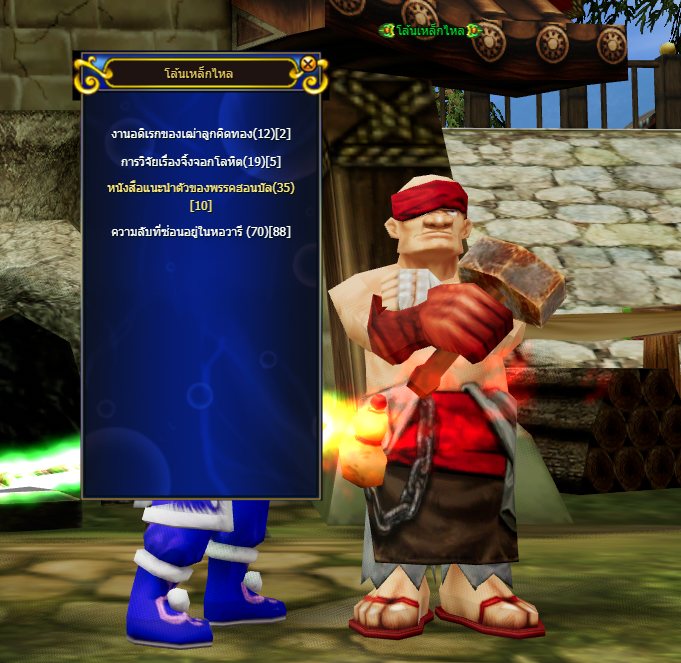 โล้นเหล็กไหล
โล้นเหล็กไหล
งานอดิเรกของเฒ่าลูกคิดทอง(12)[2]
การวิจัยเรื่องจิ้งจอกโลหิต(19)[5]
หนังสือแนะนำตัวของพรรคฮอนบัล(35)
[10]
ความลับที่ซ่อนอยู่ในหอวารี (70)[88]